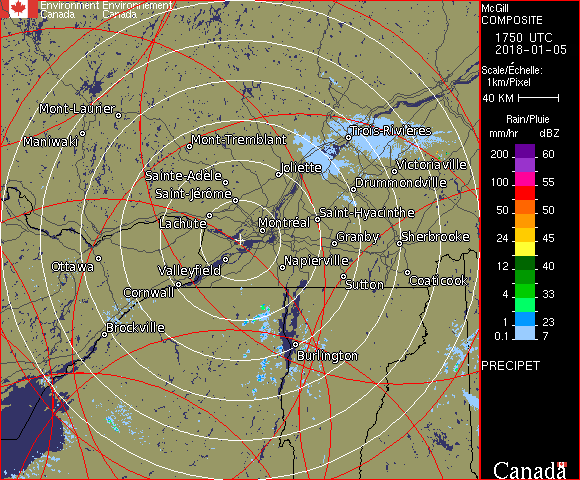 Environment Environnement
Canada Canada
McGill
COMPOSITE
1750 UTC
2018-01-05
Scale/Échelle:
1km/Pixel
40 KM
Rain/Pluie
mm/hr dBZ
200 60
100 55
50 50
24 45
12 40
4 33
1 23
0.1 7
PRECIPET
Canada
Mont-Laurier
Maniwaki
Mont-Tremblant
Trois-Rivières
Joliette
Victoriaville
Sainte-Adèle
Drummondville
Saint-Jérôme
Saint-Hyacinthe
Lachute
Montréal
Granby
Sherbrooke
Ottawa
Valleyfield
Napierville
Cornwall
Sutton
Coaticook
Brockville
Burlington